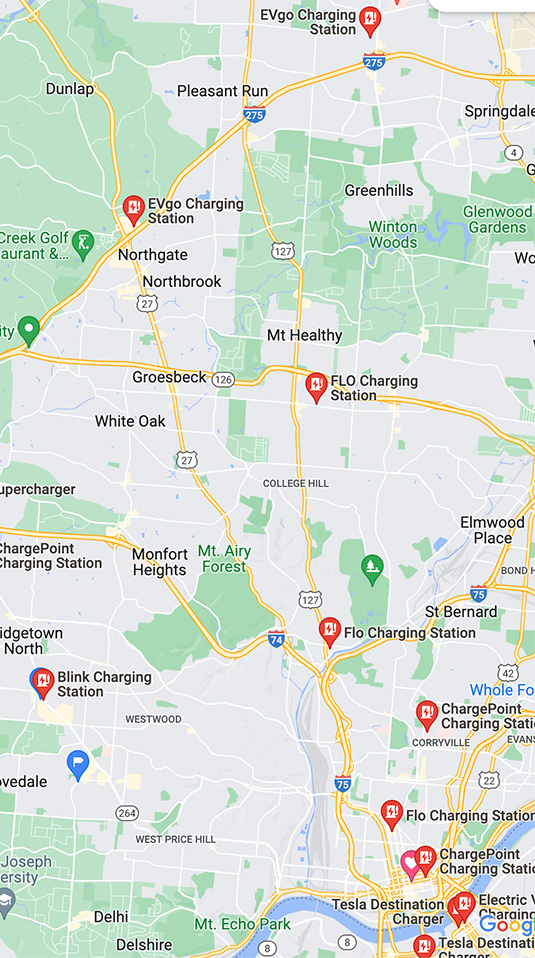 EVgo Charging
Station
275
Dunlap
Pleasant Run
275
Springdale
4
Greenhills
EVgo Charging
Station
Winton
Woods
Glenwood
Gardens
Creek Golf
aurant &...
Northgate
127
Northbrook
27
ity
Mt Healthy
Groesbeck
126
FLO Charging
Station
White Oak
27
COLLEGE HILL
upercharger
Elmwood
Place
ChargePoint
Charging Station
Monfort
Heights
Mt. Airy
Forest
BOND H
75
127
St Bernard
idgetown
North
74
Flo Charging Station
42
Blink Charging
Station
Whole Fo
ChargePoint
Charging Stati
WESTWOOD
CORRYVILLE
EVANS
ovedale
75
22
264
Flo Charging Station
WEST PRICE HILL
ChargePoint
Charging Statio
Joseph
ersity
Tesla Destination
Charger
Electric V
Charging
Delhi
Mt. Echo Park
Google
Delshire
8
8
Tesla Destinati
Charger